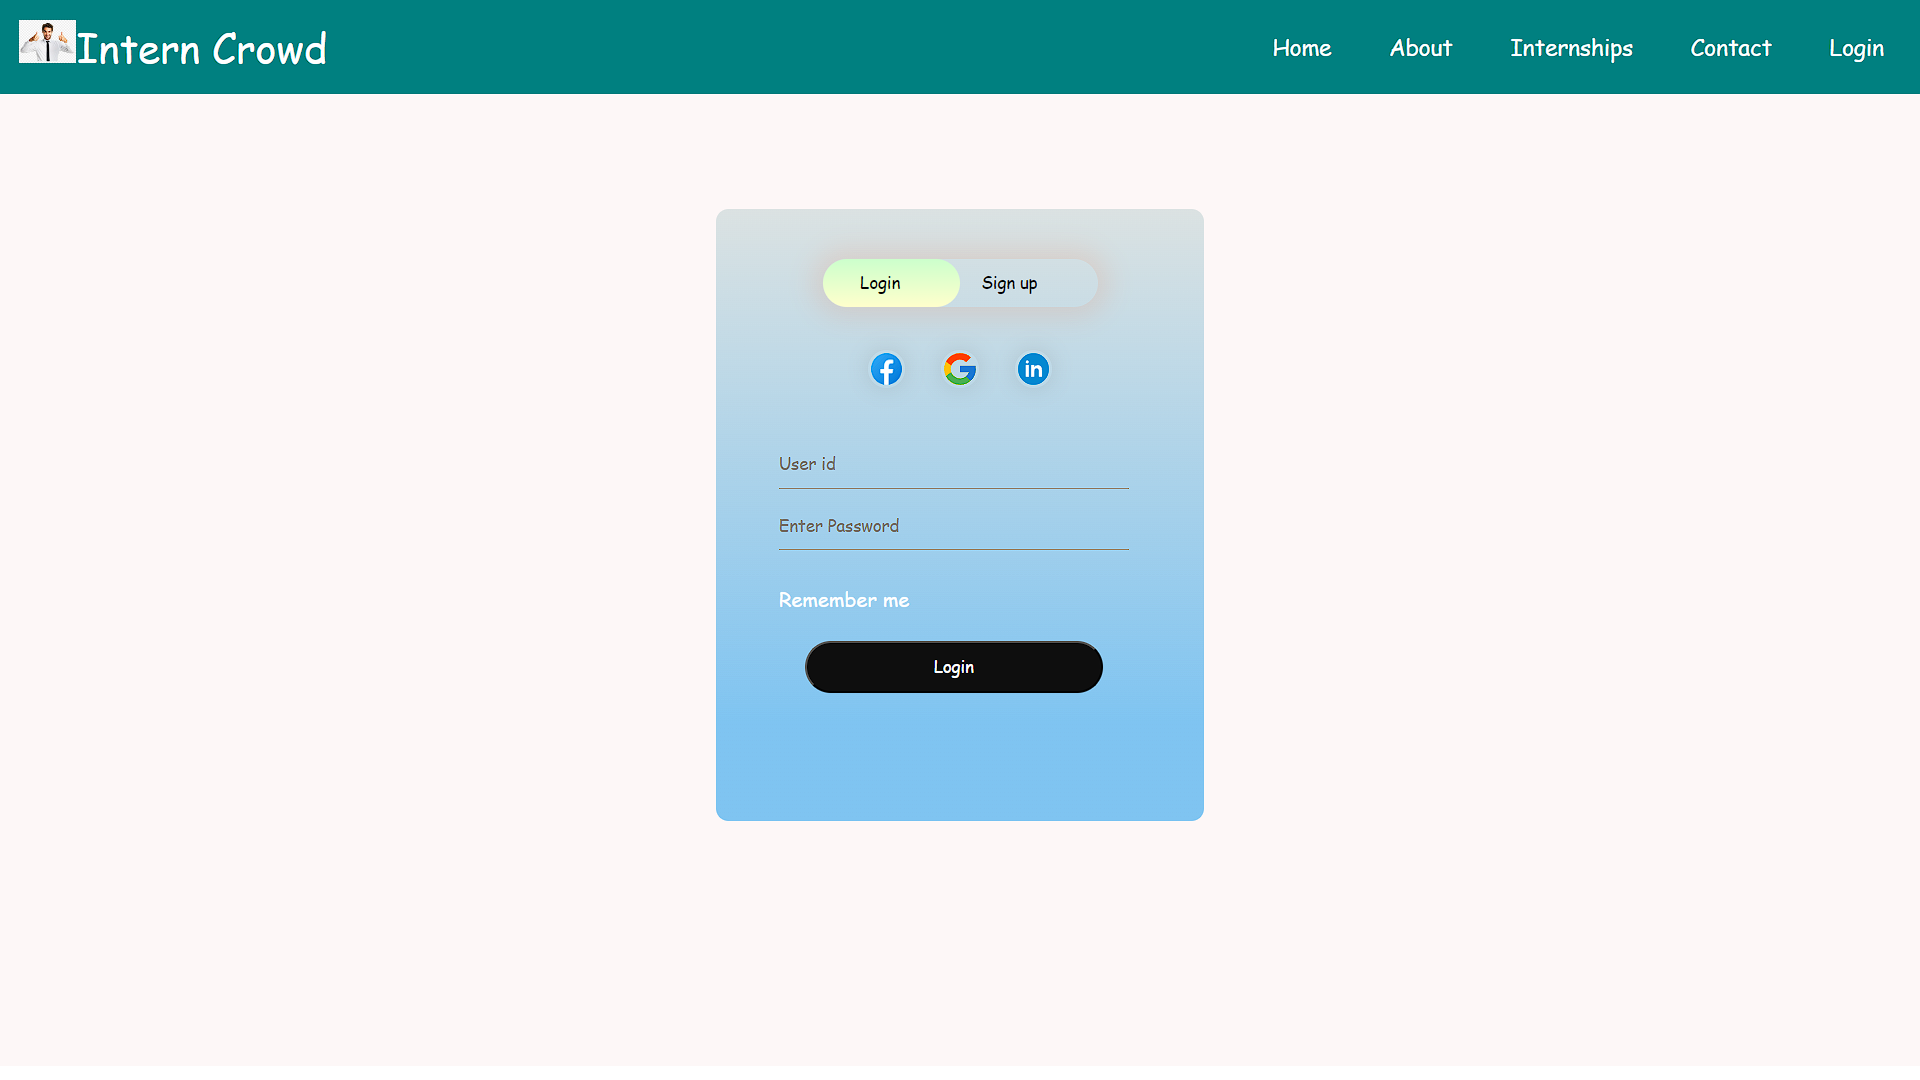 Intern Crowd
Home About Internships Contact Login
Login Sign up
User id
Enter Password
Remember me
Login